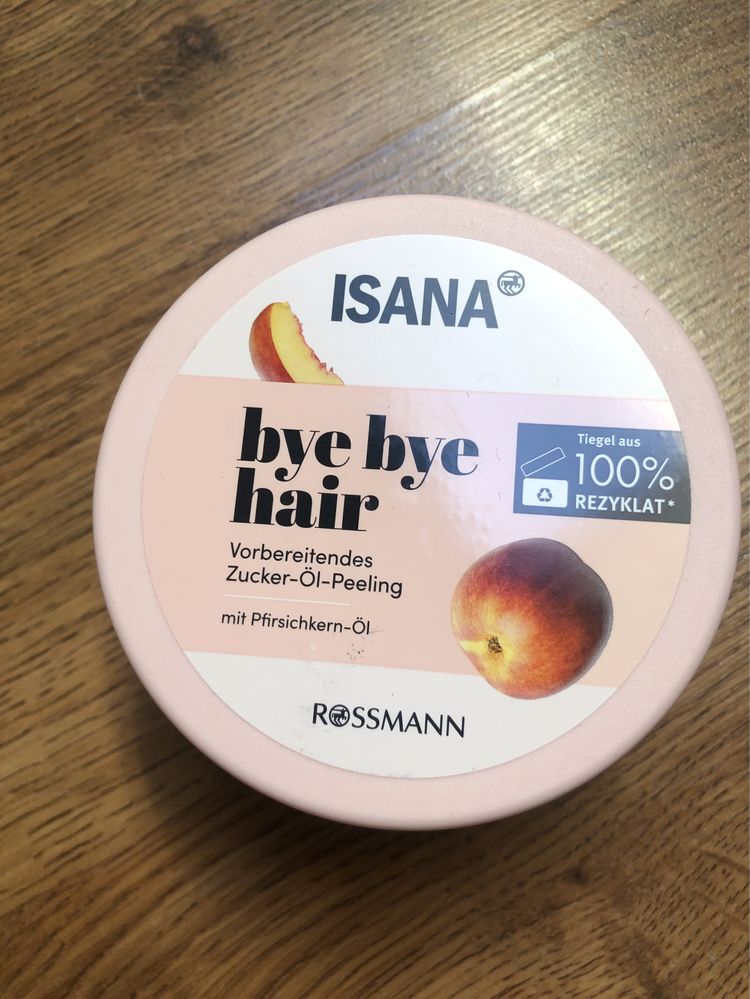 ISANA
bye bye
hair
Vorbereitendes
Zucker-Öl-Peeling
mit Pfirsichkern-Öl
Tiegel aus
100%
REZYKLAT*
ROSSMANN